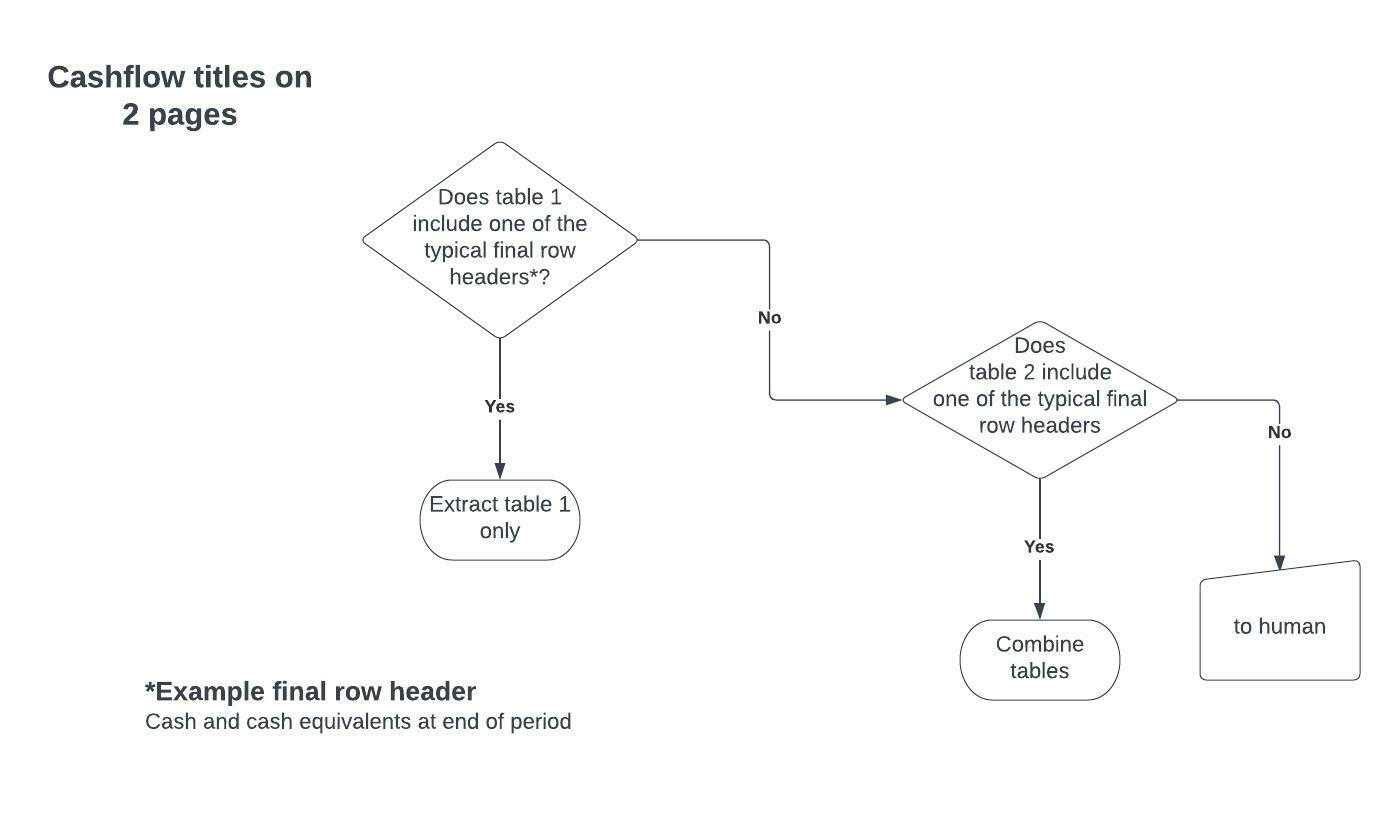 Cashflow titles on
2 pages
Does table 1
include one of the
typical final row
headers*?
No
Does
table 2 include
one of the typical final
row headers
Yes
No
Extract table 1
only
Yes
to human
Combine
tables
*Example final row header
Cash and cash equivalents at end of period